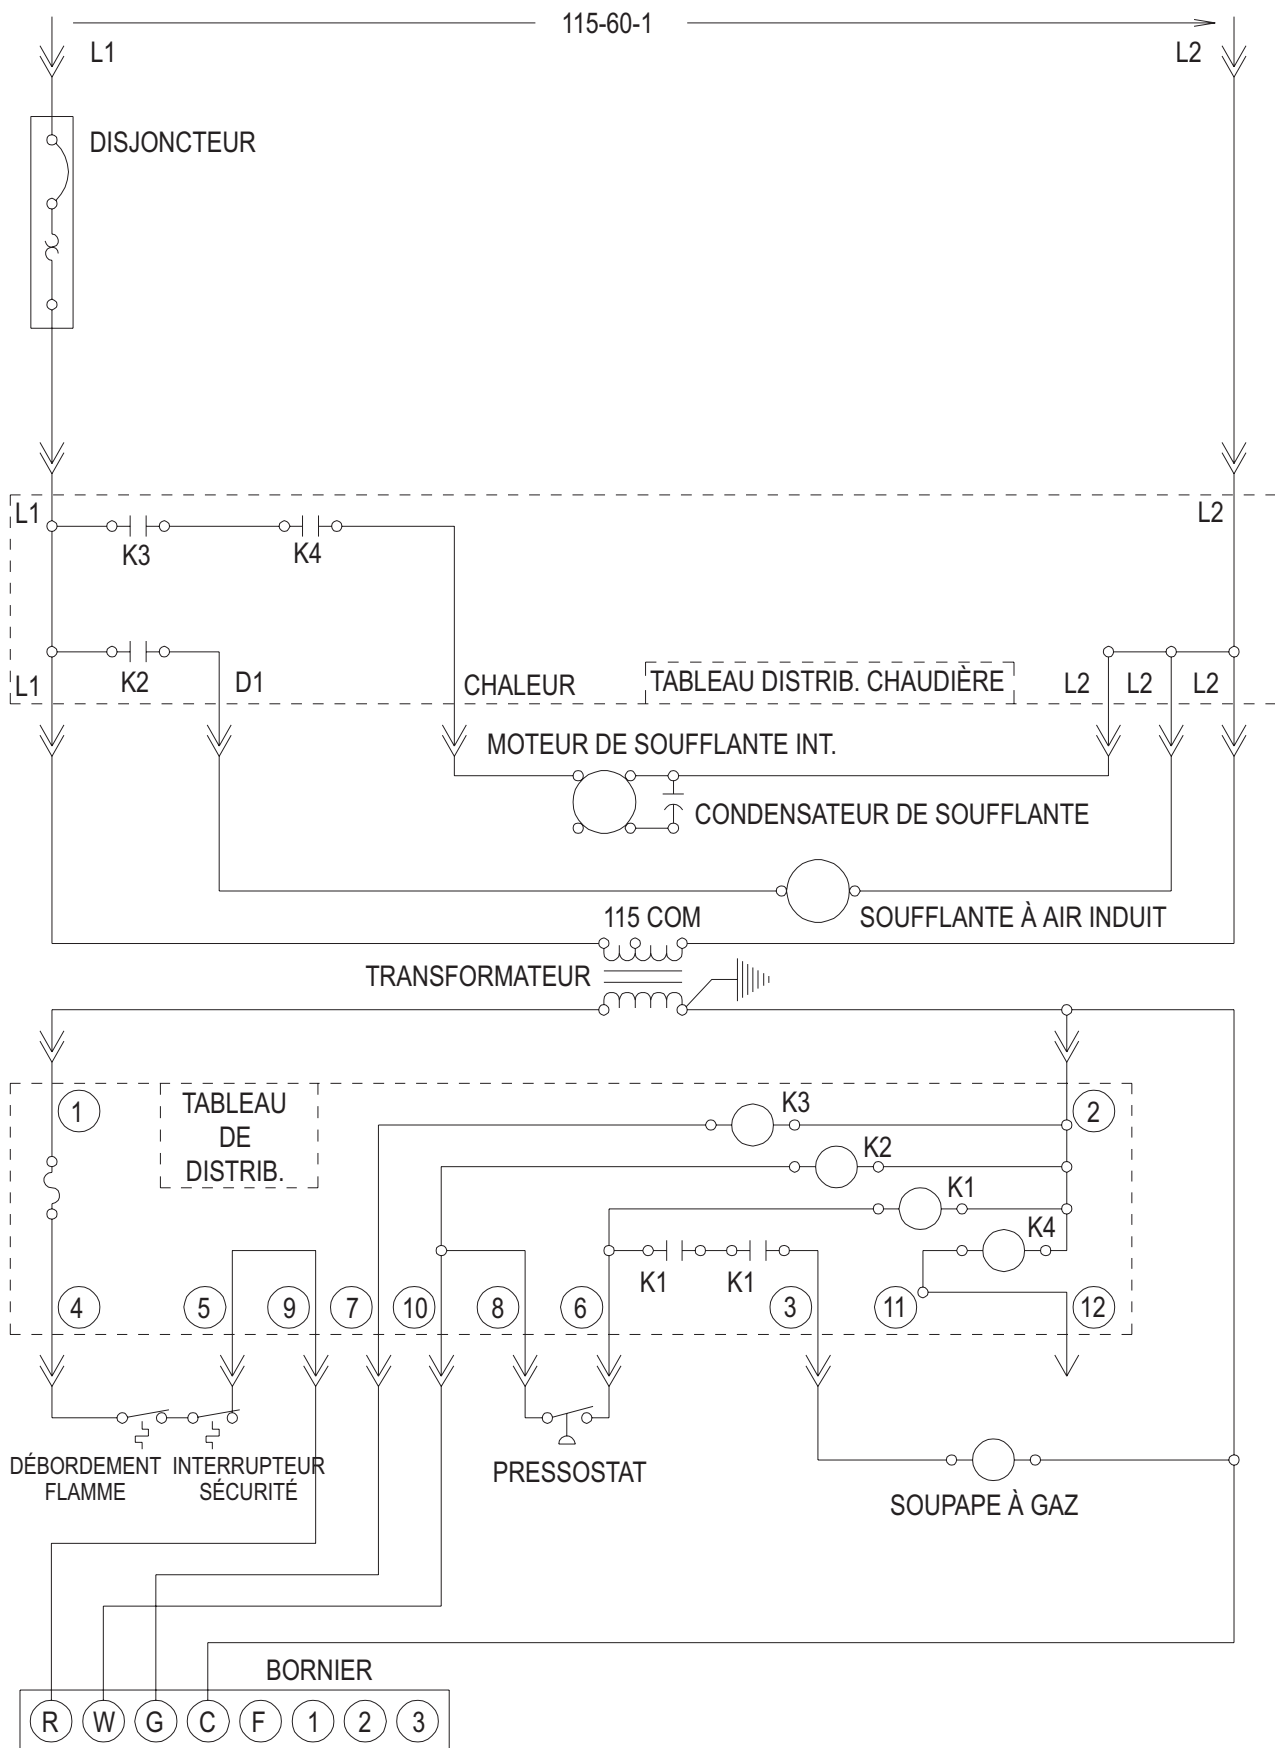 115-60-1
L1
L2
DISJONCTEUR
L1
L2
K3
K4
L1
K2
D1
CHALEUR
TABLEAU DISTRIB. CHAUDIÈRE
L2
L2
L2
MOTEUR DE SOUFFLANTE INT.
CONDENSATEUR DE SOUFFLANTE
115 COM
SOUFFLANTE À AIR INDUIT
TRANSFORMATEUR
1
TABLEAU
DE
DISTRIB.
K3
2
K2
K1
K4
K1
K1
4
5
9
7
10
8
6
3
11
12
DÉBORDEMENT
FLAMME
INTERRUPTEUR
SÉCURITÉ
PRESSOSTAT
SOUPAPE À GAZ
BORNIER
R W G C F 1 2 3